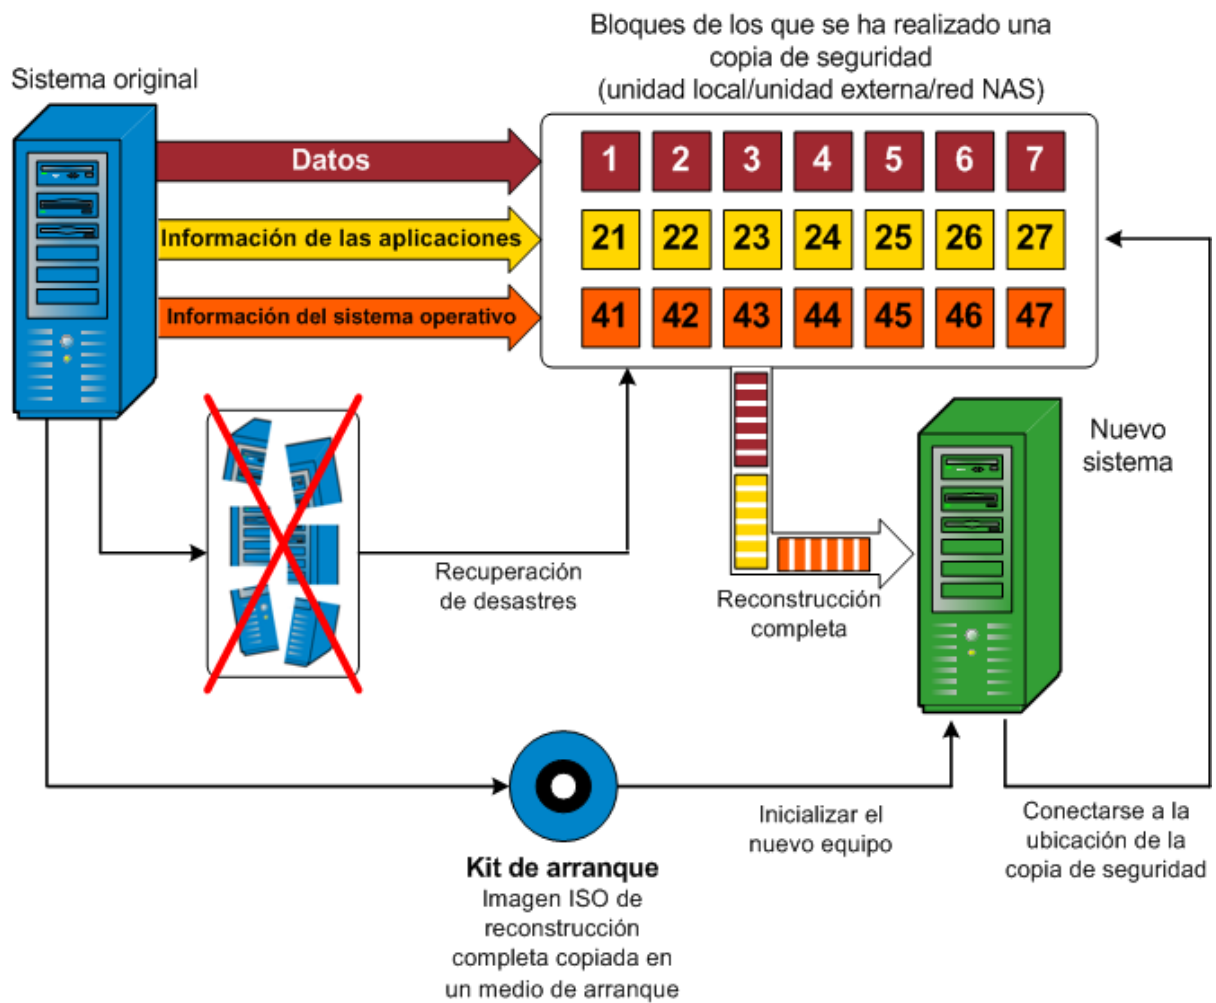 Bloques de los que se ha realizado una
copia de seguridad
(unidad local/unidad externa/red NAS)
Sistema original
Datos
1 2 3 4 5 6 7
Información de las aplicaciones
21 22 23 24 25 26 27
Información del sistema operativo
41 42 43 44 45 46 47
Nuevo
sistema
Recuperación
de desastres
Reconstrucción
completa
Inicializar el
nuevo equipo
Conectarse a la
ubicación de la
copia de seguridad
Kit de arranque
Imagen ISO de
reconstrucción
completa copiada en
un medio de arranque